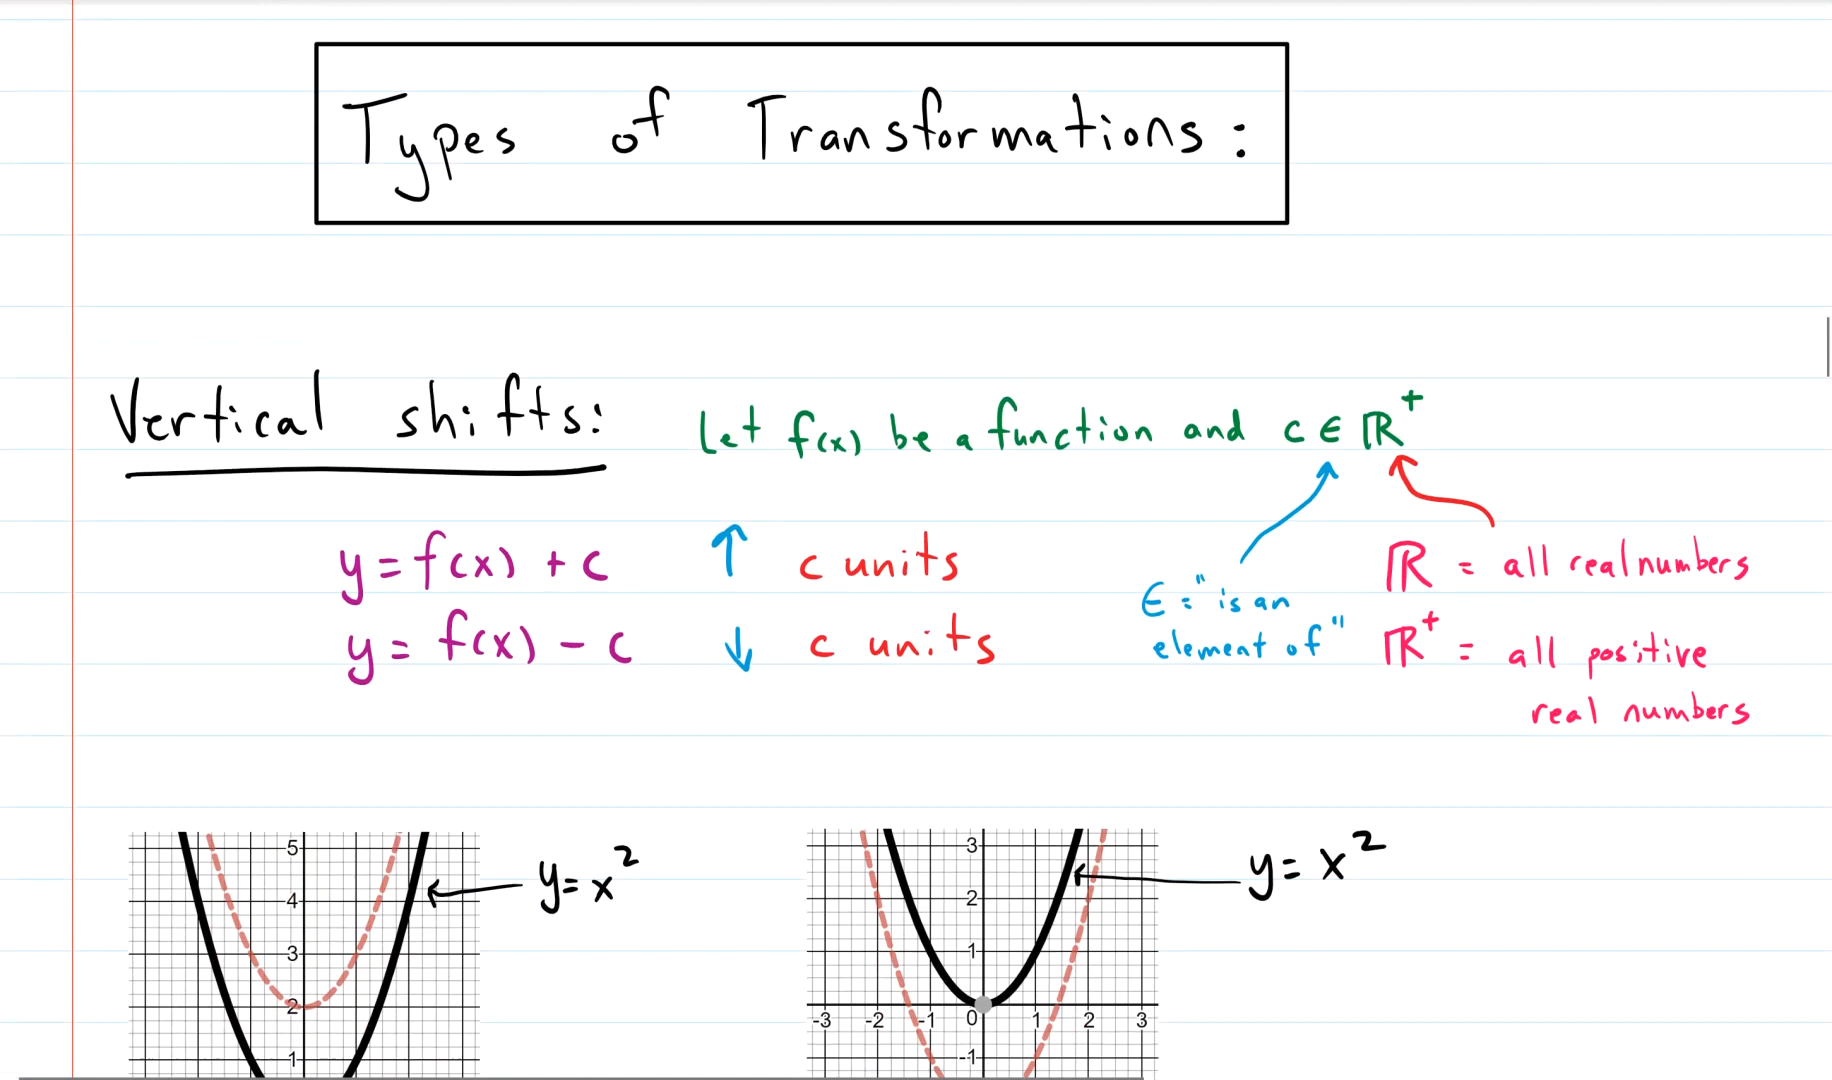 Types of Transformations:
Vertical shifts: Let f(x) be a function and c ∈ ℝ⁺
y = f(x) + c ↑ c units
y = f(x) - c ↓ c units
∈ = "is an
element of"
ℝ = all real numbers
ℝ⁺ = all positive
real numbers
y = x²
5
4
3
2
1
y = x²
3
2
1
-3 -2 -1 0 1 2 3
-1